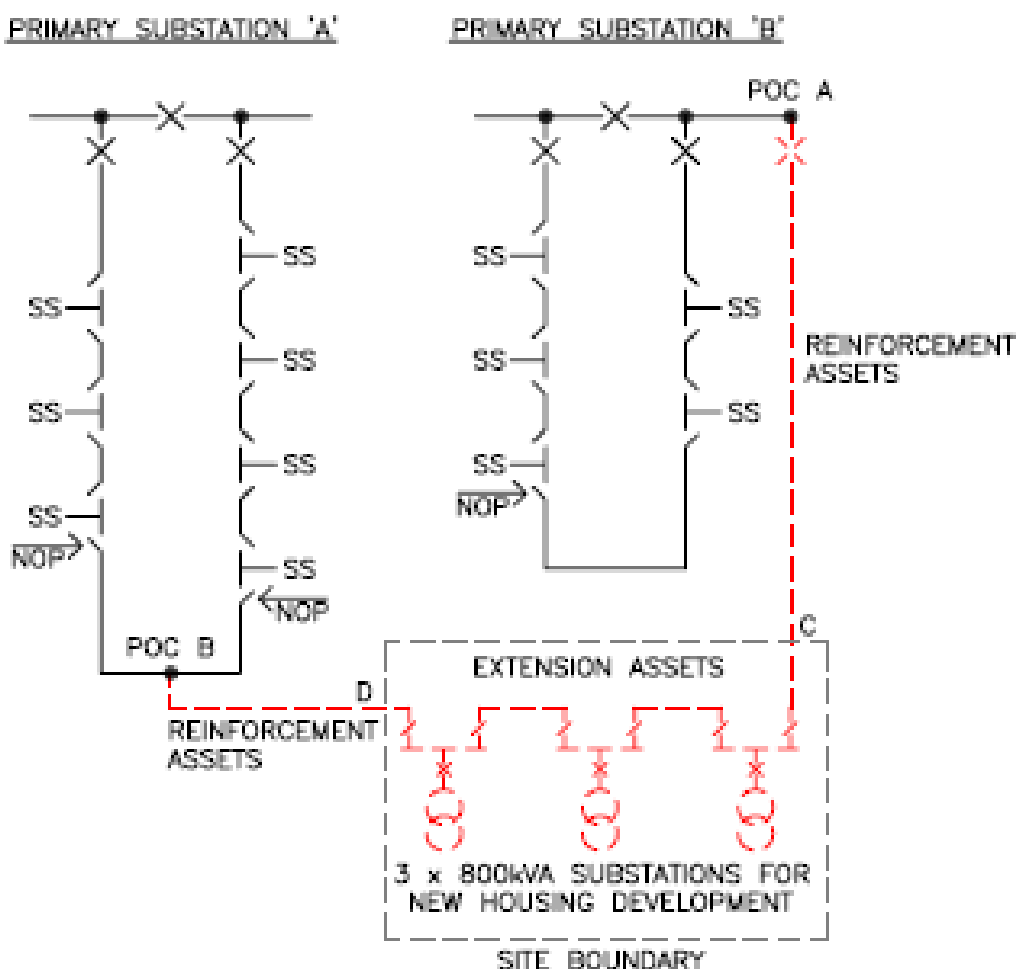 PRIMARY SUBSTATION 'A'
PRIMARY SUBSTATION 'B'
POC A
SS
SS
SS
SS
SS
SS
SS
NOP
NOP
POC B
SS
SS
SS
SS
SS
NOP
REINFORCEMENT
ASSETS
C
D
REINFORCEMENT
ASSETS
EXTENSION ASSETS
3 x 800kVA SUBSTATIONS FOR
NEW HOUSING DEVELOPMENT
SITE BOUNDARY